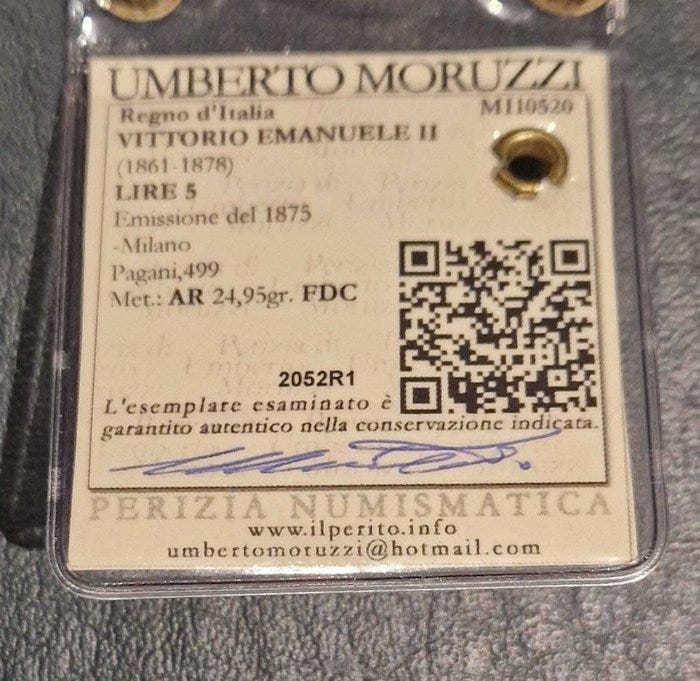 UMBERTO MORUZZI
Regno d'Italia M110520
VITTORIO EMANUELE II
(1861-1878)
LIRE 5
Emissione del 1875
-Milano
Pagani,499
Met.: AR 24,95gr. FDC
2052R1
L'esemplare esaminato è
garantito autentico nella conservazione indicata.
PERIZIA NUMISMATICA
www.ilperito.info
umbertomoruzzi@hotmail.com